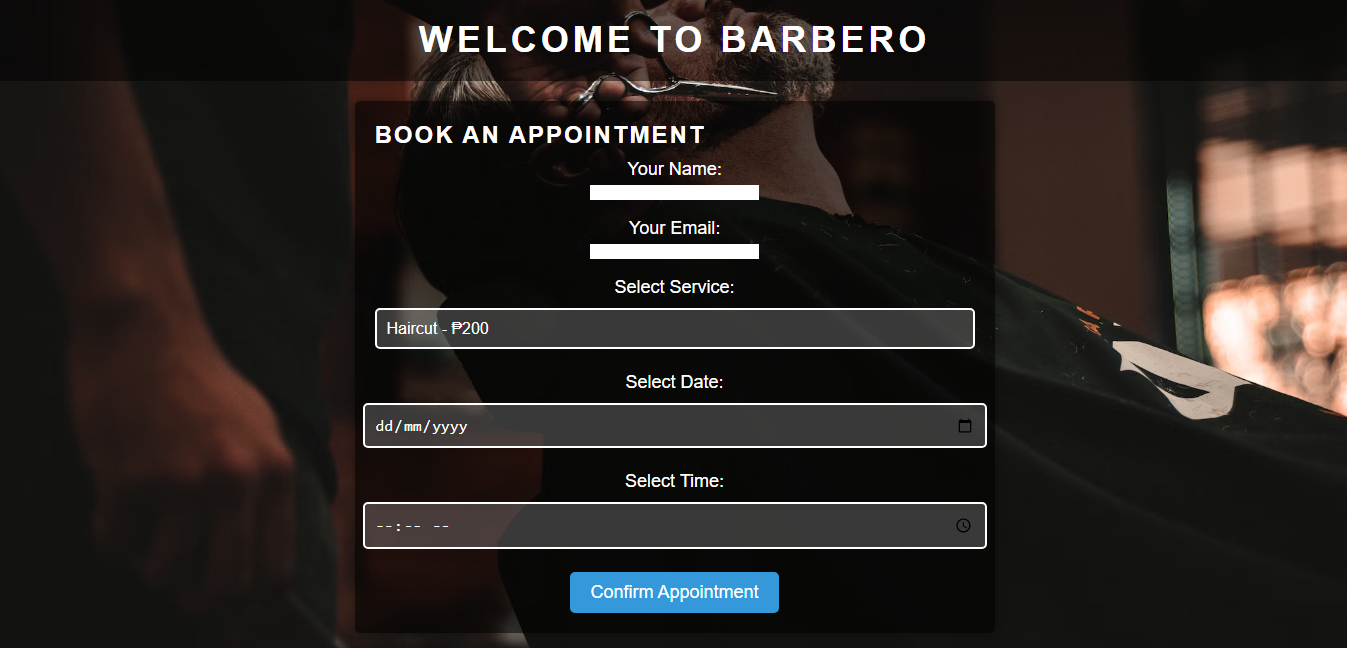 WELCOME TO BARBERO
BOOK AN APPOINTMENT
Your Name:
Your Email:
Select Service:
Haircut - ₱200
Select Date:
dd/mm/yyyy
Select Time:
--:-- --
Confirm Appointment